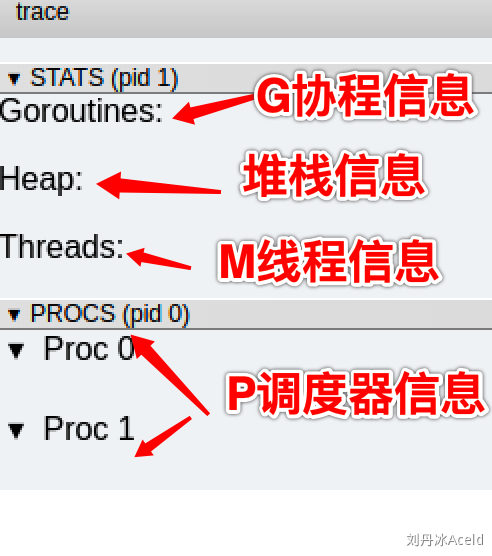 trace
▼ STATS (pid 1)
Goroutines:
G协程信息
Heap:
堆栈信息
Threads:
M线程信息
▼ PROCS (pid 0)
▼ Proc 0
P调度器信息
▼ Proc 1
刘丹冰Aceld